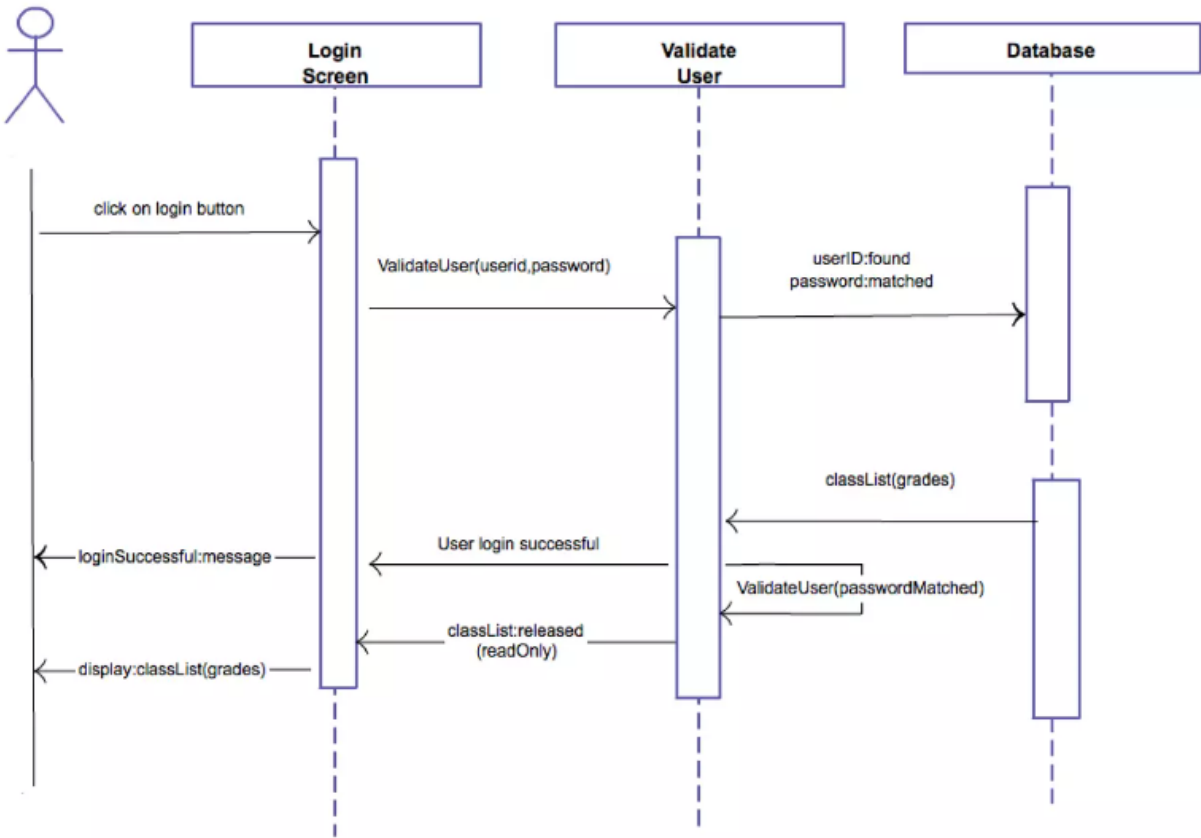 Login
Screen
Validate
User
Database
click on login button
ValidateUser(userid,password)
userID:found
password:matched
classList(grades)
User login successful
loginSuccessful:message
ValidateUser(passwordMatched)
classList:released
(readOnly)
display:classList(grades)